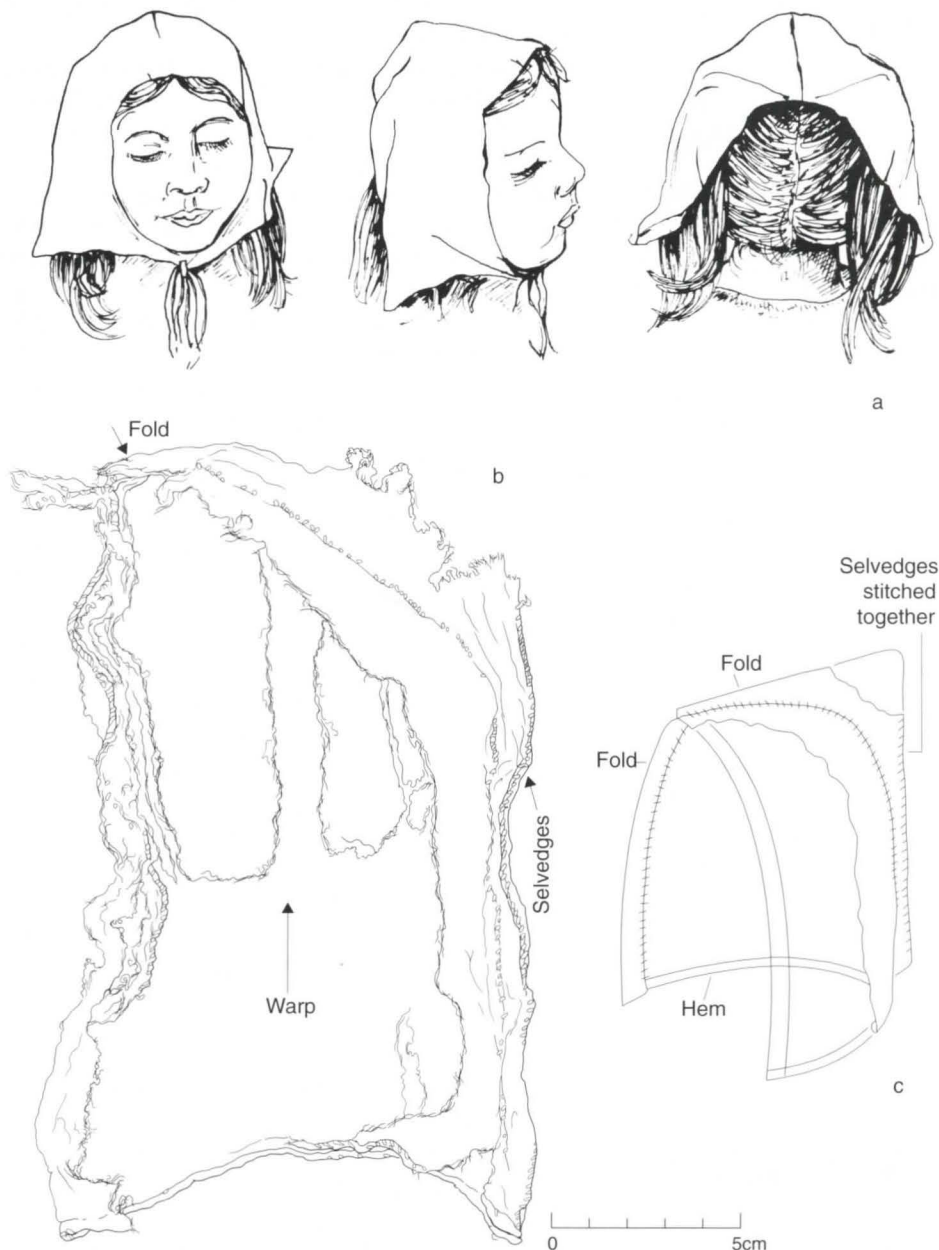 a
Fold
b
Selvedges
stitched
together
Fold
Fold
Selvedges
Warp
Hem
c
0 5cm